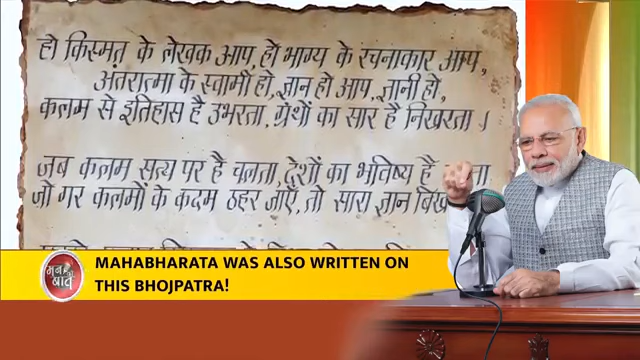 हो किस्मत के लेखक आप, हो भाग्य के रचनाकार आप,
अंतरात्मा के स्वामी हो, ज्ञान हो आप, ज्ञानी हो,
कलम से इतिहास है उभरता, ग्रंथों का सार है निखरता ।
जब कलम सत्य पर है चलता, देशों का भविष्य है
जो गर कलमों के कदम ठहर जाएँ, तो सारा ज्ञान
मन की बात
MAHABHARATA WAS ALSO WRITTEN ON
THIS BHOJPATRA!